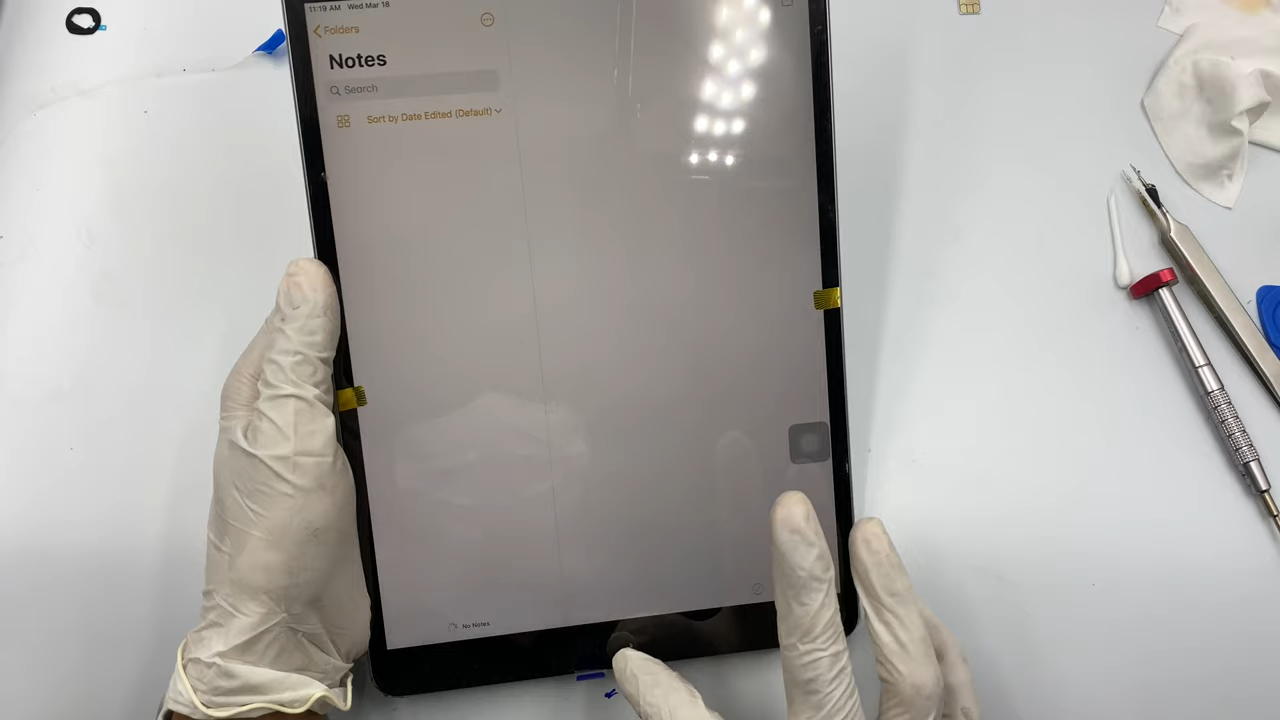 11:19 AM Wed Mar 18
Folders
Notes
Search
Sort by Date Edited (Default)
No Notes